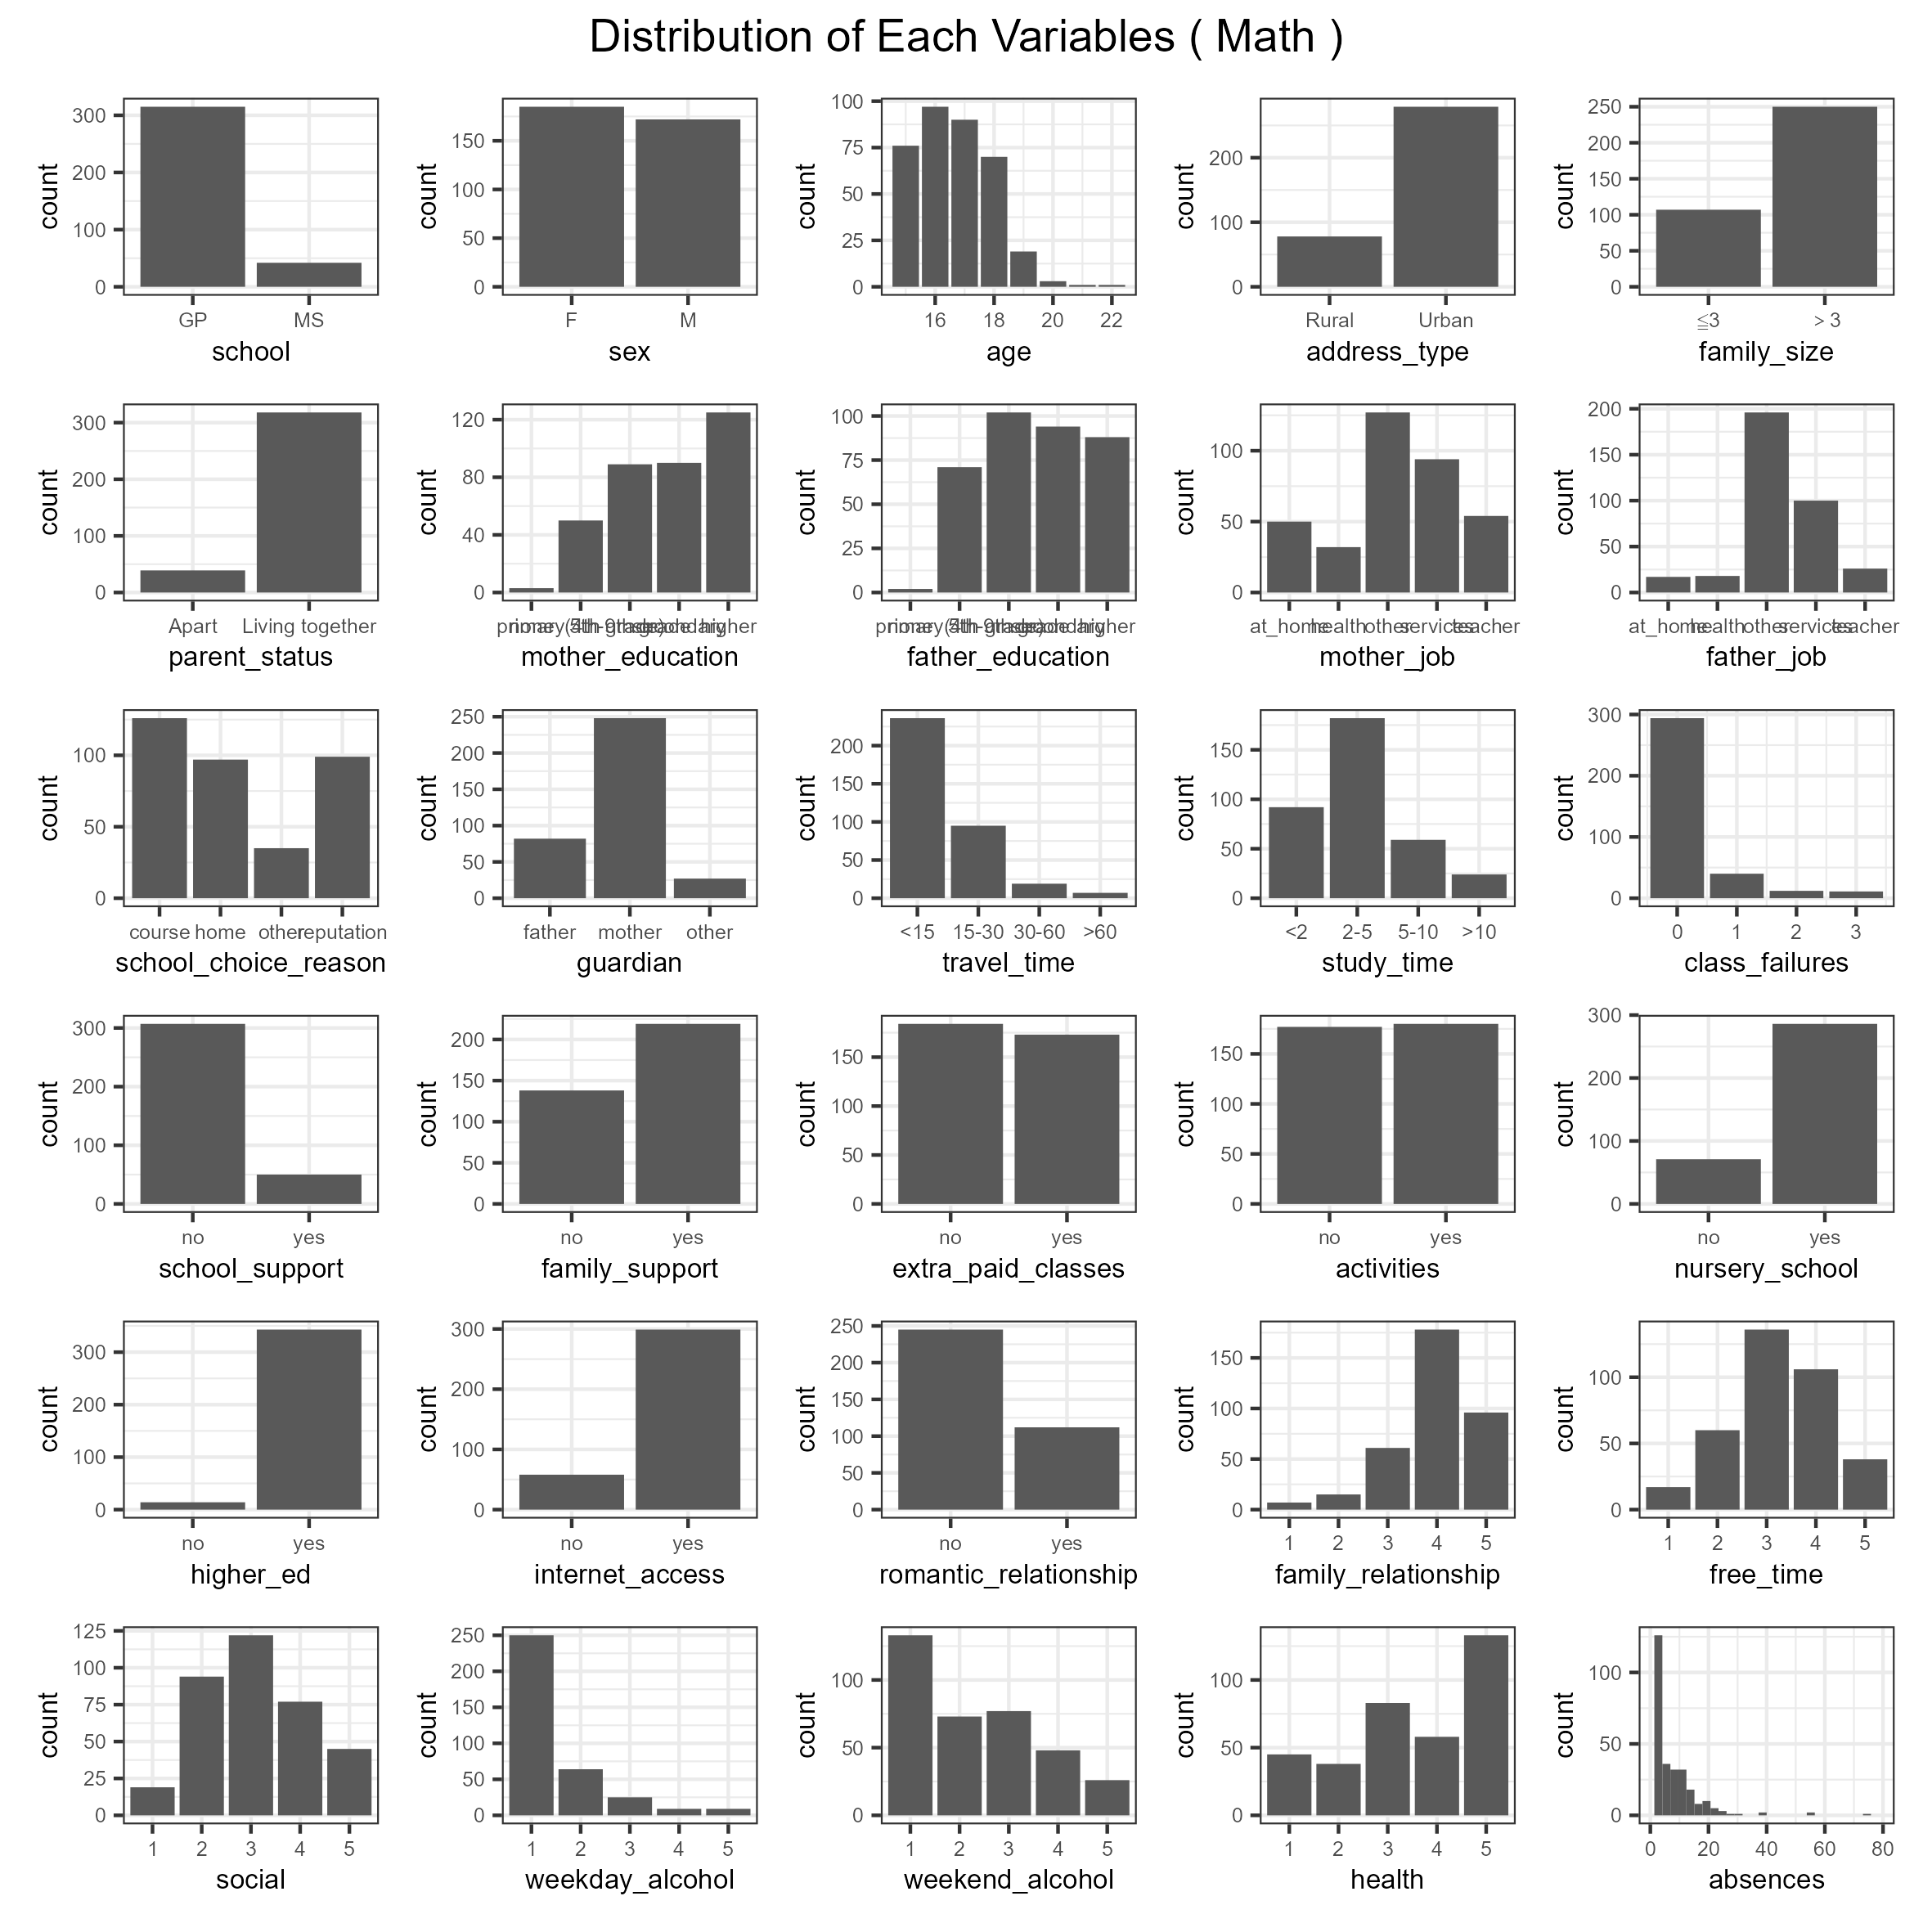 Distribution of Each Variables ( Math )
count
300
200
100
0
GP MS
school
count
150
100
50
0
F M
sex
count
100
75
50
25
0
16 18 20 22
age
count
200
100
0
Rural Urban
address_type
count
250
200
150
100
50
0
≦3 > 3
family_size
count
300
200
100
0
Apart Living together
parent_status
count
120
80
40
0
higher
mother_education
count
100
75
50
25
0
higher
father_education
count
100
50
0
at_home health other services teacher
mother_job
count
200
150
100
50
0
at_home health other services teacher
father_job
count
100
50
0
course home other reputation
school_choice_reason
count
250
200
150
100
50
0
father mother other
guardian
count
200
150
100
50
0
<15 15-30 30-60 >60
travel_time
count
150
100
50
0
<2 2-5 5-10 >10
study_time
count
300
200
100
0
0 1 2 3
class_failures
count
300
200
100
0
no yes
school_support
count
200
150
100
50
0
no yes
family_support
count
150
100
50
0
no yes
extra_paid_classes
count
150
100
50
0
no yes
activities
count
300
200
100
0
no yes
nursery_school
count
300
200
100
0
no yes
higher_ed
count
300
200
100
0
no yes
internet_access
count
250
200
150
100
50
0
no yes
romantic_relationship
count
150
100
50
0
1 2 3 4 5
family_relationship
count
100
50
0
1 2 3 4 5
free_time
count
125
100
75
50
25
0
1 2 3 4 5
social
count
250
200
150
100
50
0
1 2 3 4 5
weekday_alcohol
count
100
50
0
1 2 3 4 5
weekend_alcohol
count
100
50
0
1 2 3 4 5
health
count
100
50
0
0 20 40 60 80
absences